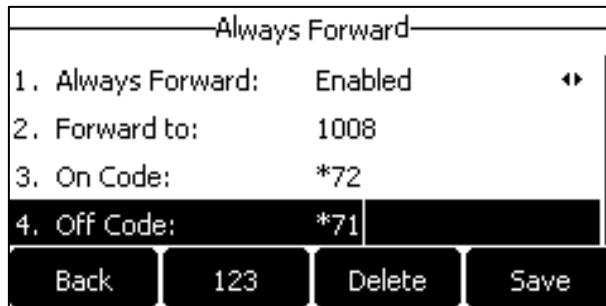 Always Forward
1. Always Forward: Enabled
2. Forward to: 1008
3. On Code: *72
4. Off Code: *71
Back 123 Delete Save